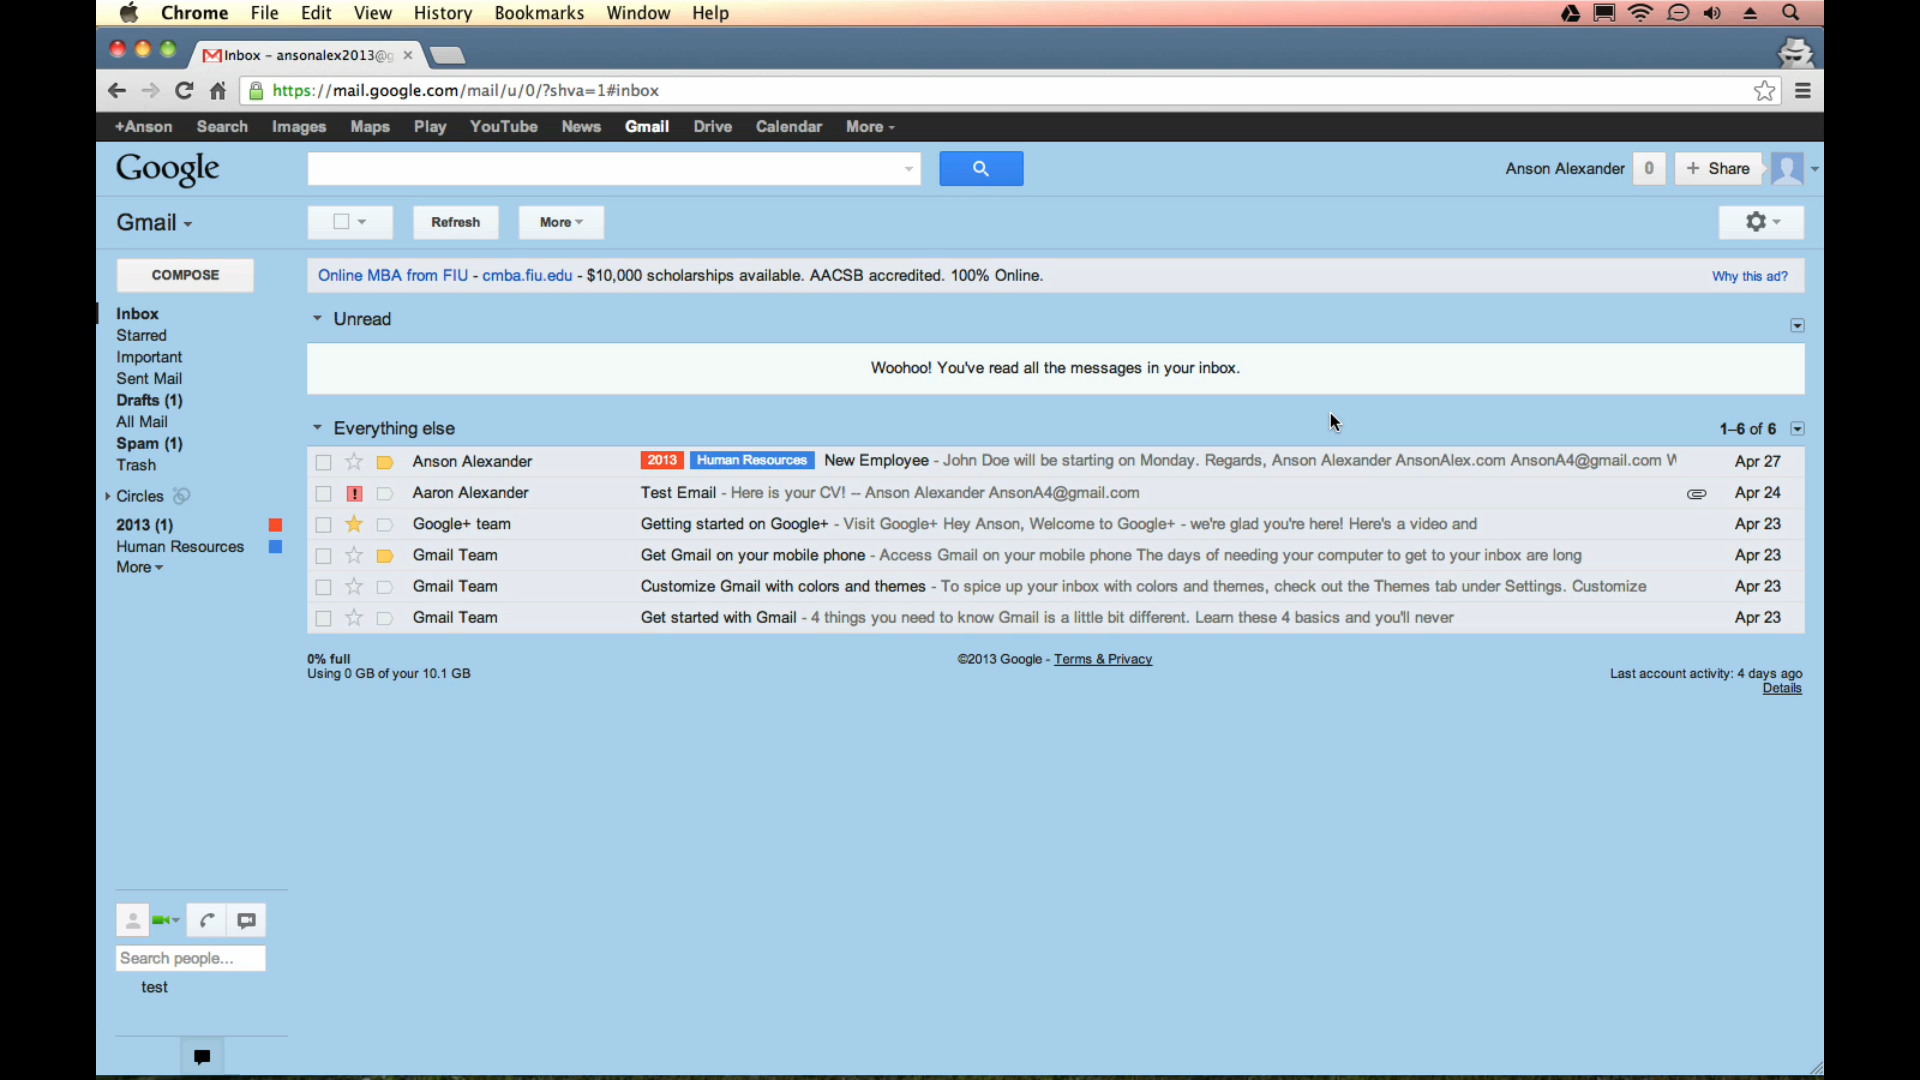 Chrome File Edit View History Bookmarks Window Help
Inbox – ansonalex2013@g
https://mail.google.com/mail/u/0/?shva=1#inbox
+Anson Search Images Maps Play YouTube News Gmail Drive Calendar More
Google
Anson Alexander 0 + Share
Gmail
Refresh More
COMPOSE
Online MBA from FIU - cmba.fiu.edu - $10,000 scholarships available. AACSB accredited. 100% Online. Why this ad?
Inbox
Starred
Important
Sent Mail
Drafts (1)
All Mail
Spam (1)
Trash
Circles
2013 (1)
Human Resources
More
Unread
Woohoo! You've read all the messages in your inbox.
Everything else 1–6 of 6
Anson Alexander 2013 Human Resources New Employee - John Doe will be starting on Monday. Regards, Anson Alexander AnsonAlex.com AnsonA4@gmail.com Apr 27
Aaron Alexander Test Email - Here is your CV! -- Anson Alexander AnsonA4@gmail.com Apr 24
Google+ team Getting started on Google+ - Visit Google+ Hey Anson, Welcome to Google+ - we're glad you're here! Here's a video and Apr 23
Gmail Team Get Gmail on your mobile phone - Access Gmail on your mobile phone The days of needing your computer to get to your inbox are long Apr 23
Gmail Team Customize Gmail with colors and themes - To spice up your inbox with colors and themes, check out the Themes tab under Settings. Customize Apr 23
Gmail Team Get started with Gmail - 4 things you need to know Gmail is a little bit different. Learn these 4 basics and you'll never Apr 23
0% full
Using 0 GB of your 10.1 GB
©2013 Google - Terms & Privacy
Last account activity: 4 days ago
Details
Search people...
test